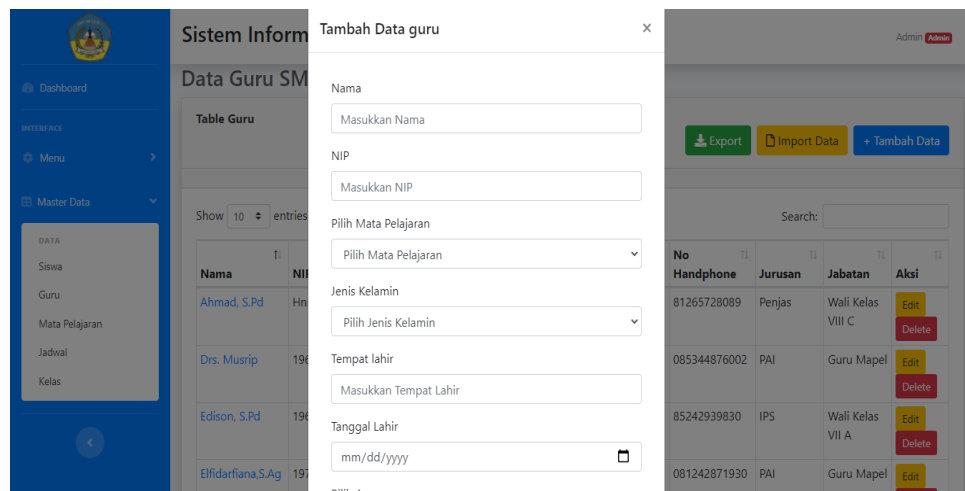 Sistem Inform
Admin Admin
Dashboard
INTERFACE
Menu
Master Data
DATA
Siswa
Guru
Mata Pelajaran
Jadwal
Kelas
Data Guru SM
Table Guru
Export
Import Data
+ Tambah Data
Show 10 entries
Search:
Nama
No Handphone
Jurusan
Jabatan
Aksi
Ahmad, S.Pd 81265728089 Penjas Wali Kelas
VIII C
Edit
Delete
Drs. Musrip 085344876002 PAI Guru Mapel
Edit
Delete
Edison, S.Pd 85242939830 IPS Wali Kelas
VII A
Edit
Delete
Elfidarfiana,S.Ag 081242871930 PAI Guru Mapel
Edit
Tambah Data guru
×
Nama
Masukkan Nama
NIP
Masukkan NIP
Pilih Mata Pelajaran
Pilih Mata Pelajaran
Jenis Kelamin
Pilih Jenis Kelamin
Tempat lahir
Masukkan Tempat Lahir
Tanggal Lahir
mm/dd/yyyy